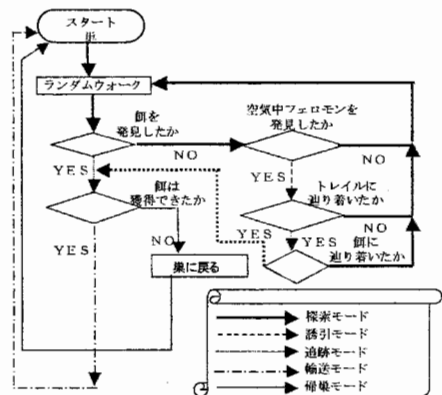 スタート
巣
ランダムウォーク
餌を
発見したか
空気中フェロモンを
発見したか
NO
NO
YES
YES
餌は
獲得できたか
トレイルに
辿り着いたか
NO
YES
NO
YES
餌に
辿り着いたか
巣に戻る
探索モード
誘引モード
追跡モード
輸送モード
帰巣モード